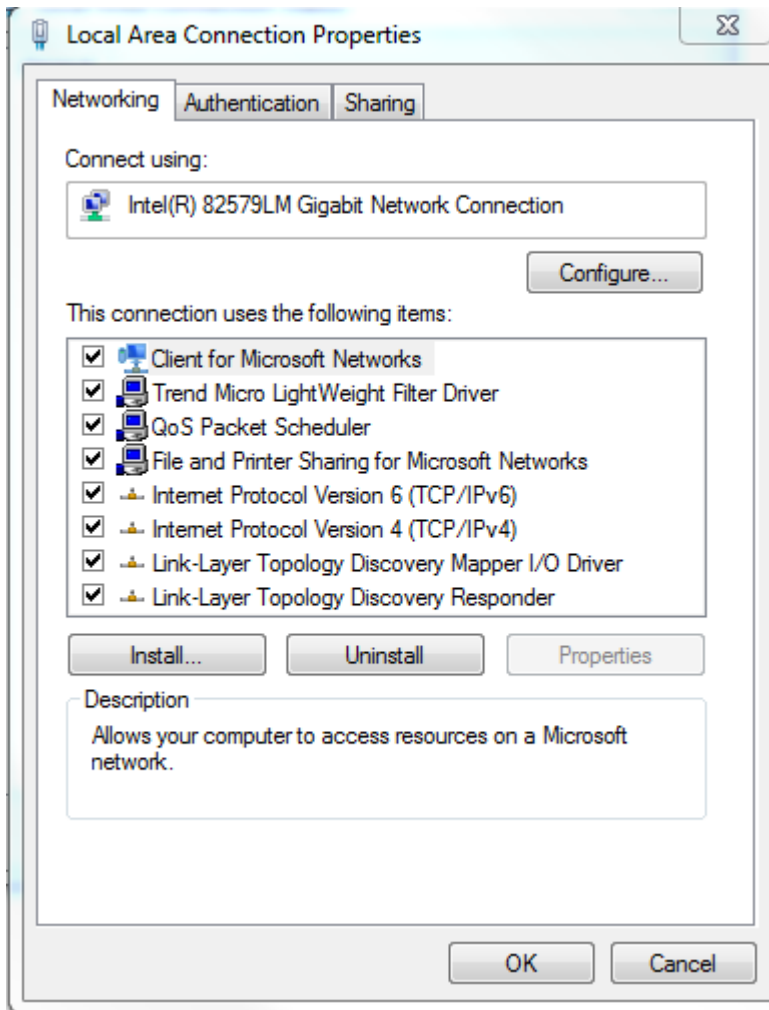 Local Area Connection Properties
Networking
Authentication
Sharing
Connect using:
Intel(R) 82579LM Gigabit Network Connection
Configure...
This connection uses the following items:
Client for Microsoft Networks
Trend Micro LightWeight Filter Driver
QoS Packet Scheduler
File and Printer Sharing for Microsoft Networks
Internet Protocol Version 6 (TCP/IPv6)
Internet Protocol Version 4 (TCP/IPv4)
Link-Layer Topology Discovery Mapper I/O Driver
Link-Layer Topology Discovery Responder
Install...
Uninstall
Properties
Description
Allows your computer to access resources on a Microsoft
network.
OK
Cancel